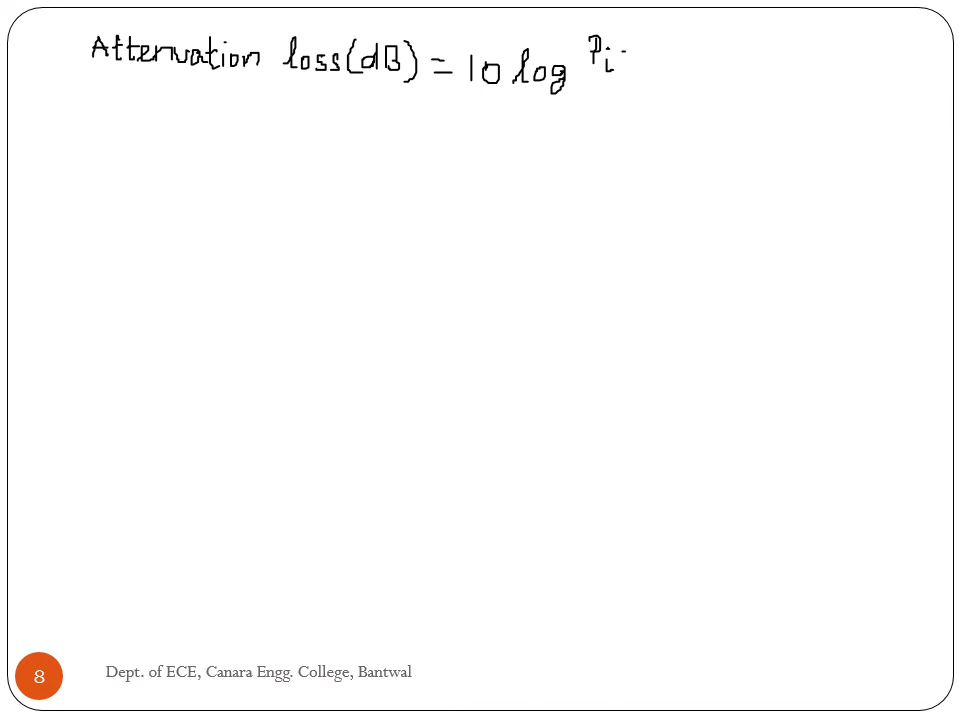 Attenuation loss(dB) = 10 log Pi
8
Dept. of ECE, Canara Engg. College, Bantwal